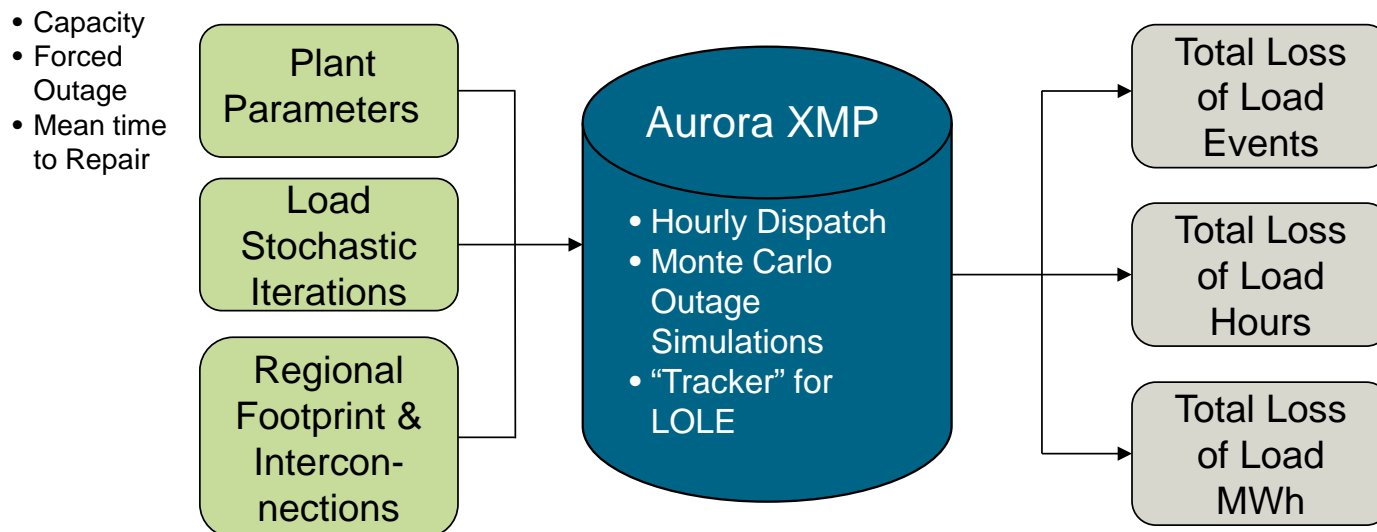 • Capacity
• Forced
Outage
• Mean time
to Repair
Plant
Parameters
Load
Stochastic
Iterations
Regional
Footprint &
Intercon-
nections
Aurora XMP
• Hourly Dispatch
• Monte Carlo
Outage
Simulations
• “Tracker” for
LOLE
Total Loss
of Load
Events
Total Loss
of Load
Hours
Total Loss
of Load
MWh